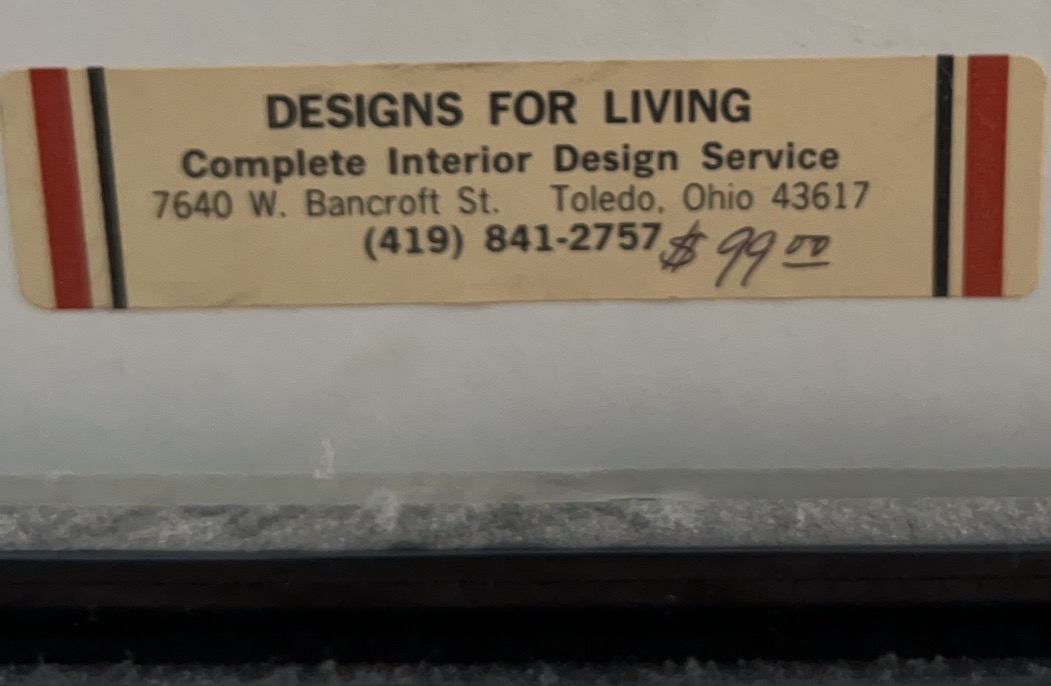 DESIGNS FOR LIVING
Complete Interior Design Service
7640 W. Bancroft St. Toledo, Ohio 43617
(419) 841-2757 $ 99 00